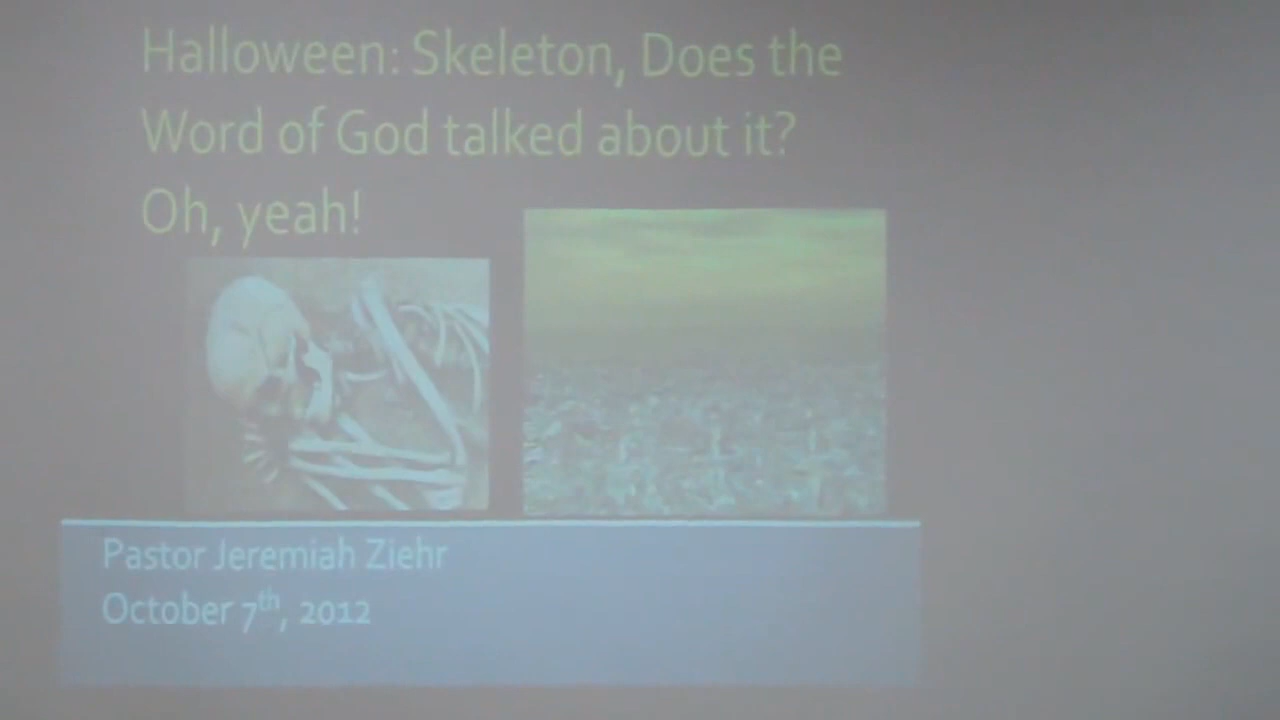 Halloween: Skeleton, Does the
Word of God talked about it?
Oh, yeah!
Pastor Jeremiah Ziehr
October 7th, 2012